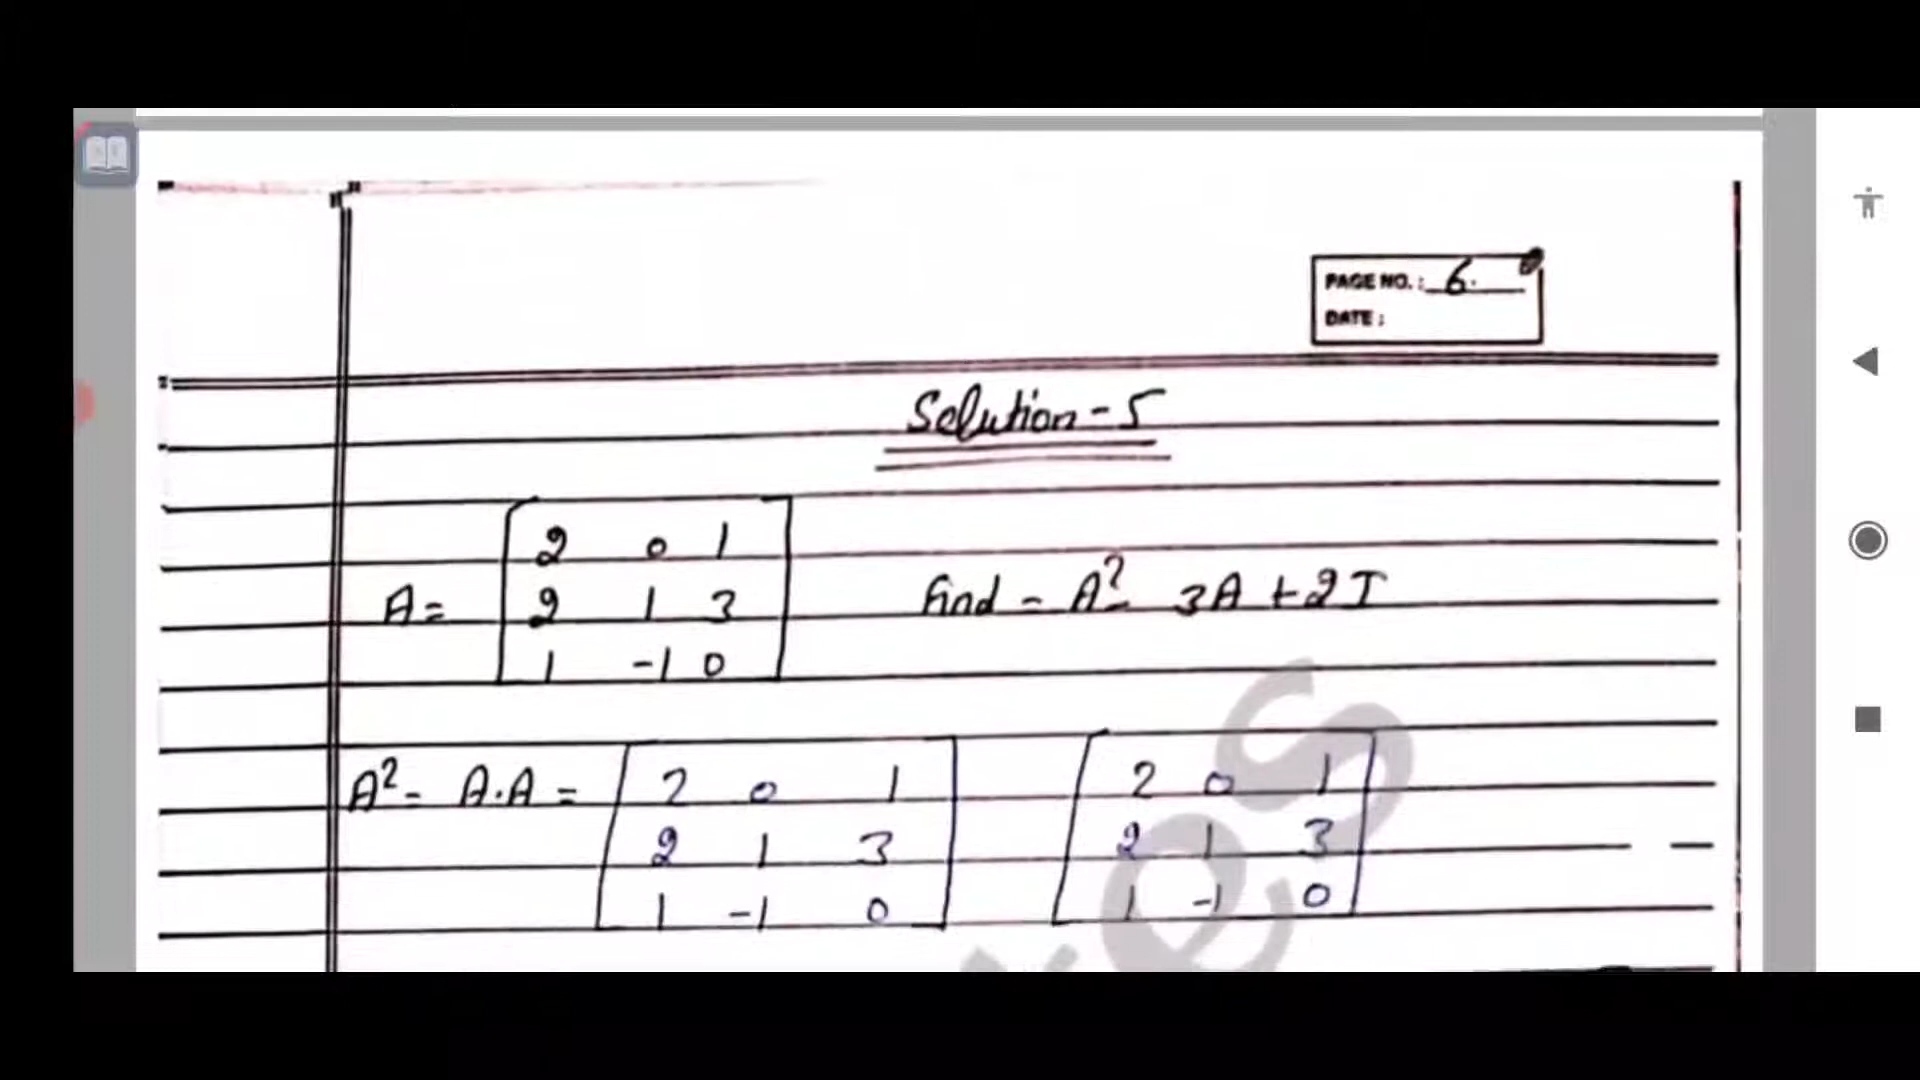 PAGE NO.: 6.
DATE:
Solution - 5
A = [ 2 0 1
2 1 3
1 -1 0 ] find - A² - 3A + 2I
A² = A.A = [ 2 0 1 [ 2 0 1
2 1 3 2 1 3
1 -1 0 ] 1 -1 0 ]